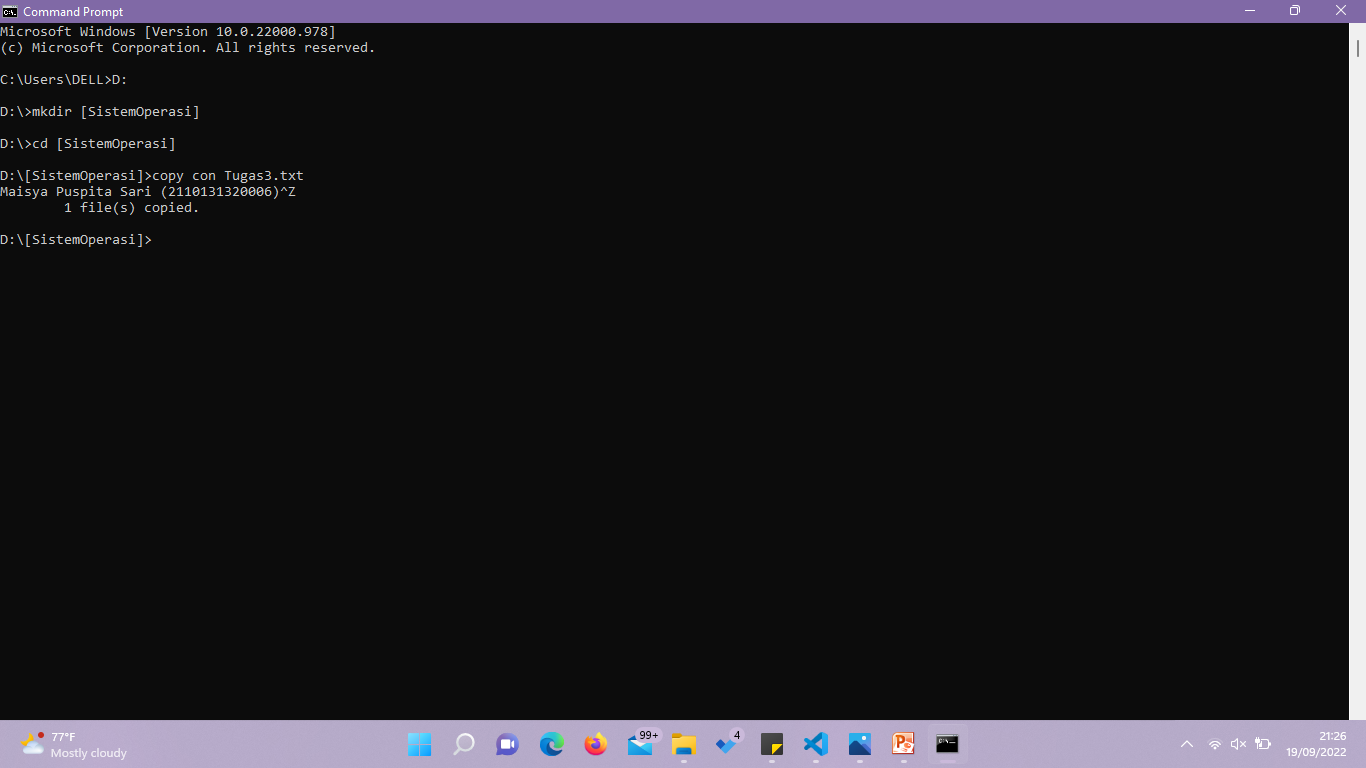 Command Prompt
Microsoft Windows [Version 10.0.22000.978]
(c) Microsoft Corporation. All rights reserved.
C:\Users\DELL>D:
D:\>mkdir [SistemOperasi]
D:\>cd [SistemOperasi]
D:\[SistemOperasi]>copy con Tugas3.txt
Maisya Puspita Sari (2110131320006)^Z
        1 file(s) copied.
D:\[SistemOperasi]>
77°F
Mostly cloudy
99+
4
21:26
19/09/2022